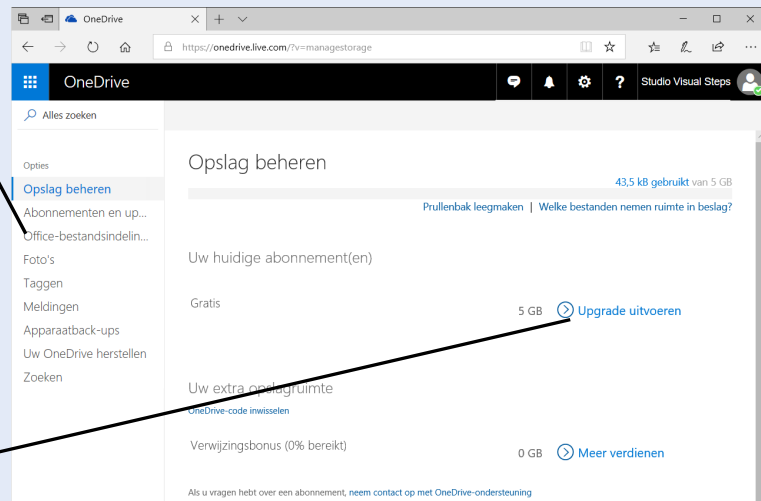 OneDrive
https://onedrive.live.com/?v=managestorage
OneDrive
? Studio Visual Steps
Alles zoeken
Opties
Opslag beheren
Abonnementen en up...
Office-bestandsindelin...
Foto's
Taggen
Meldingen
Apparaatback-ups
Uw OneDrive herstellen
Zoeken
Opslag beheren
43,5 kB gebruikt van 5 GB
Prullenbak leegmaken | Welke bestanden nemen ruimte in beslag?
Uw huidige abonnement(en)
Gratis 5 GB Upgrade uitvoeren
Uw extra opslagruimte
OneDrive-code inwisselen
Verwijzingsbonus (0% bereikt) 0 GB Meer verdienen
Als u vragen hebt over een abonnement, neem contact op met OneDrive-ondersteuning